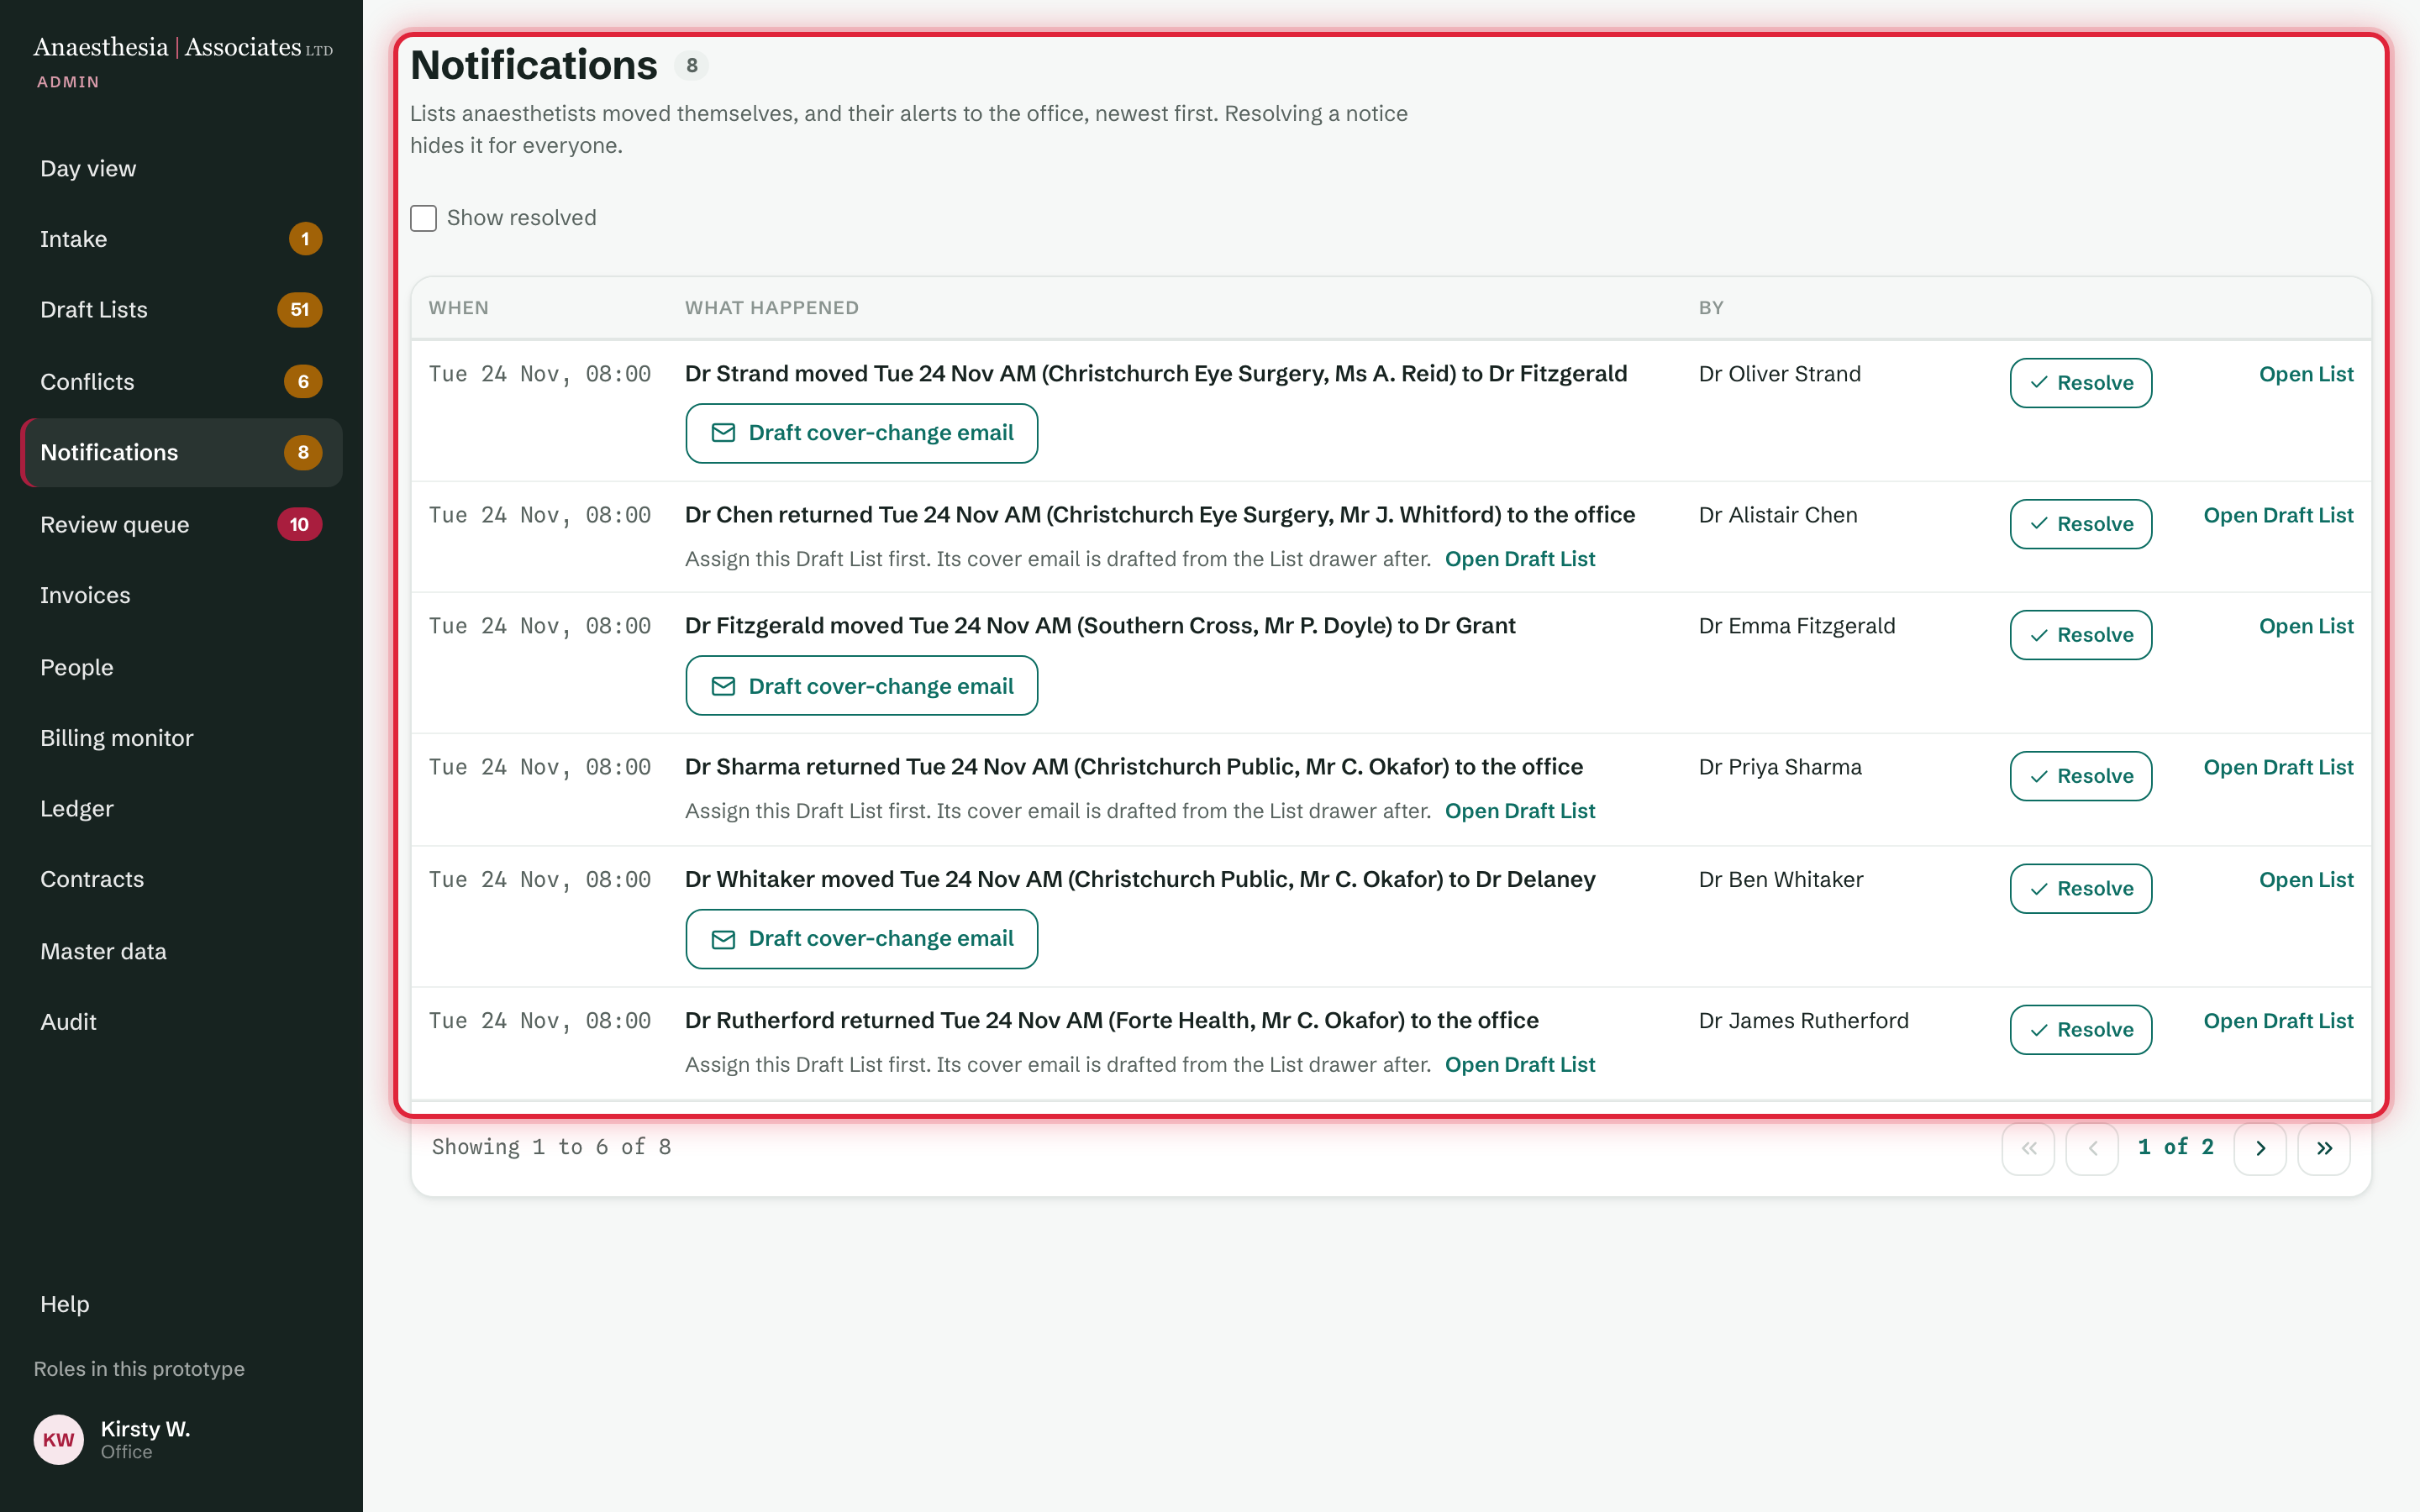 Anaesthesia | Associates LTD
ADMIN
Day view
Intake 1
Draft Lists 51
Conflicts 6
Notifications 8
Review queue 10
Invoices
People
Billing monitor
Ledger
Contracts
Master data
Audit
Help
Roles in this prototype
KW
Kirsty W.
Office
Notifications 8
Lists anaesthetists moved themselves, and their alerts to the office, newest first. Resolving a notice
hides it for everyone.
Show resolved
WHEN WHAT HAPPENED BY
Tue 24 Nov, 08:00 Dr Strand moved Tue 24 Nov AM (Christchurch Eye Surgery, Ms A. Reid) to Dr Fitzgerald Dr Oliver Strand Resolve Open List
Draft cover-change email
Tue 24 Nov, 08:00 Dr Chen returned Tue 24 Nov AM (Christchurch Eye Surgery, Mr J. Whitford) to the office Dr Alistair Chen Resolve Open Draft List
Assign this Draft List first. Its cover email is drafted from the List drawer after. Open Draft List
Tue 24 Nov, 08:00 Dr Fitzgerald moved Tue 24 Nov AM (Southern Cross, Mr P. Doyle) to Dr Grant Dr Emma Fitzgerald Resolve Open List
Draft cover-change email
Tue 24 Nov, 08:00 Dr Sharma returned Tue 24 Nov AM (Christchurch Public, Mr C. Okafor) to the office Dr Priya Sharma Resolve Open Draft List
Assign this Draft List first. Its cover email is drafted from the List drawer after. Open Draft List
Tue 24 Nov, 08:00 Dr Whitaker moved Tue 24 Nov AM (Christchurch Public, Mr C. Okafor) to Dr Delaney Dr Ben Whitaker Resolve Open List
Draft cover-change email
Tue 24 Nov, 08:00 Dr Rutherford returned Tue 24 Nov AM (Forte Health, Mr C. Okafor) to the office Dr James Rutherford Resolve Open Draft List
Assign this Draft List first. Its cover email is drafted from the List drawer after. Open Draft List
Showing 1 to 6 of 8 « ‹ 1 of 2 › »